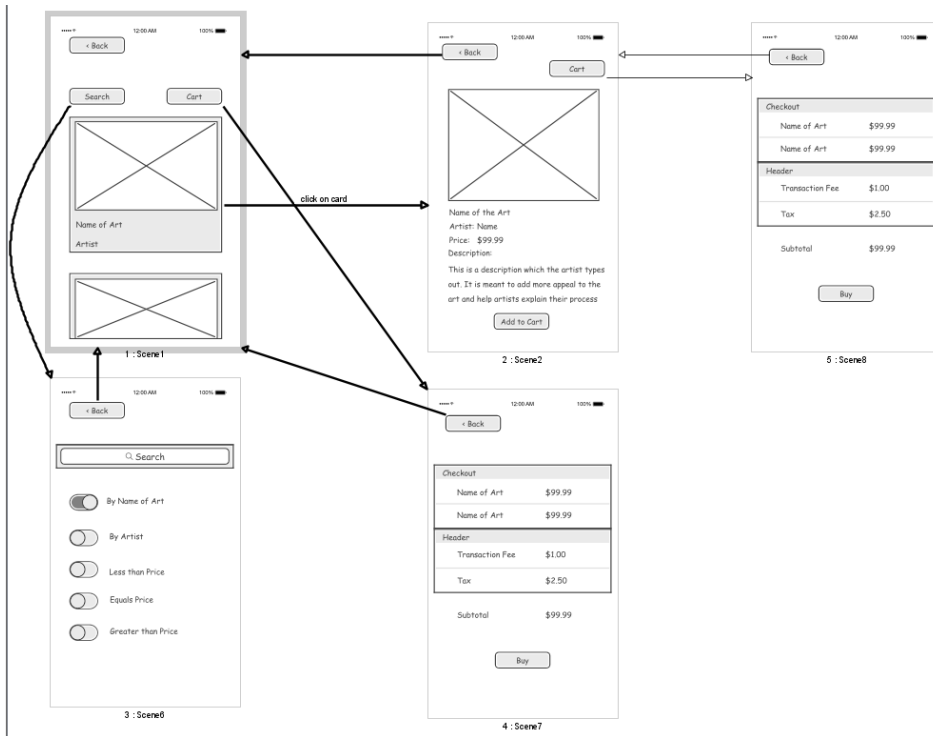 12:00 AM 100%
< Back
Search Cart
Name of Art
Artist
1 : Scene1
click on card
12:00 AM 100%
< Back
Cart
Name of the Art
Artist: Name
Price: $99.99
Description:
This is a description which the artist types
out. It is meant to add more appeal to the
art and help artists explain their process
Add to Cart
2 : Scene2
12:00 AM 100%
< Back
Checkout
Name of Art $99.99
Name of Art $99.99
Header
Transaction Fee $1.00
Tax $2.50
Subtotal $99.99
Buy
5 : Scene8
12:00 AM 100%
< Back
Search
By Name of Art
By Artist
Less than Price
Equals Price
Greater than Price
3 : Scene6
12:00 AM 100%
< Back
Checkout
Name of Art $99.99
Name of Art $99.99
Header
Transaction Fee $1.00
Tax $2.50
Subtotal $99.99
Buy
4 : Scene7